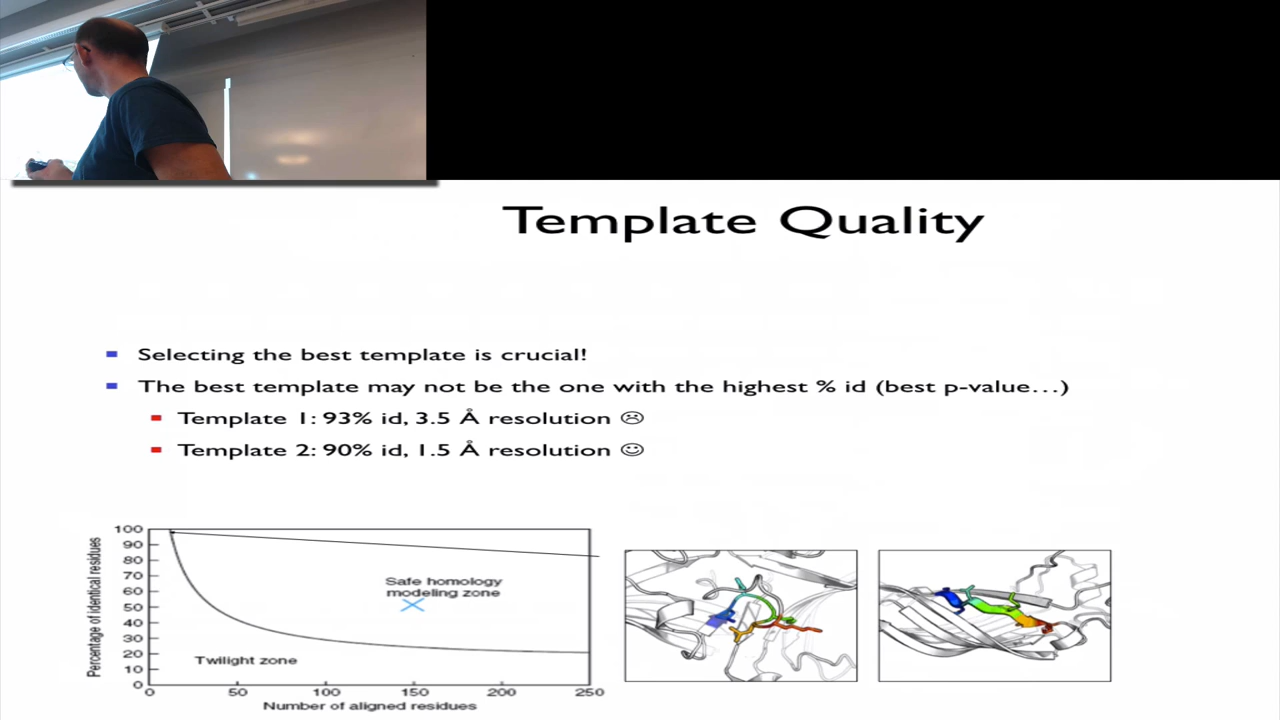 Template Quality
Selecting the best template is crucial!
The best template may not be the one with the highest % id (best p-value…)
Template 1: 93% id, 3.5 Å resolution ☹
Template 2: 90% id, 1.5 Å resolution ☺
Percentage of identical residues
100
90
80
70
60
50
40
30
20
10
0
Safe homology
modeling zone
Twilight zone
0 50 100 150 200 250
Number of aligned residues